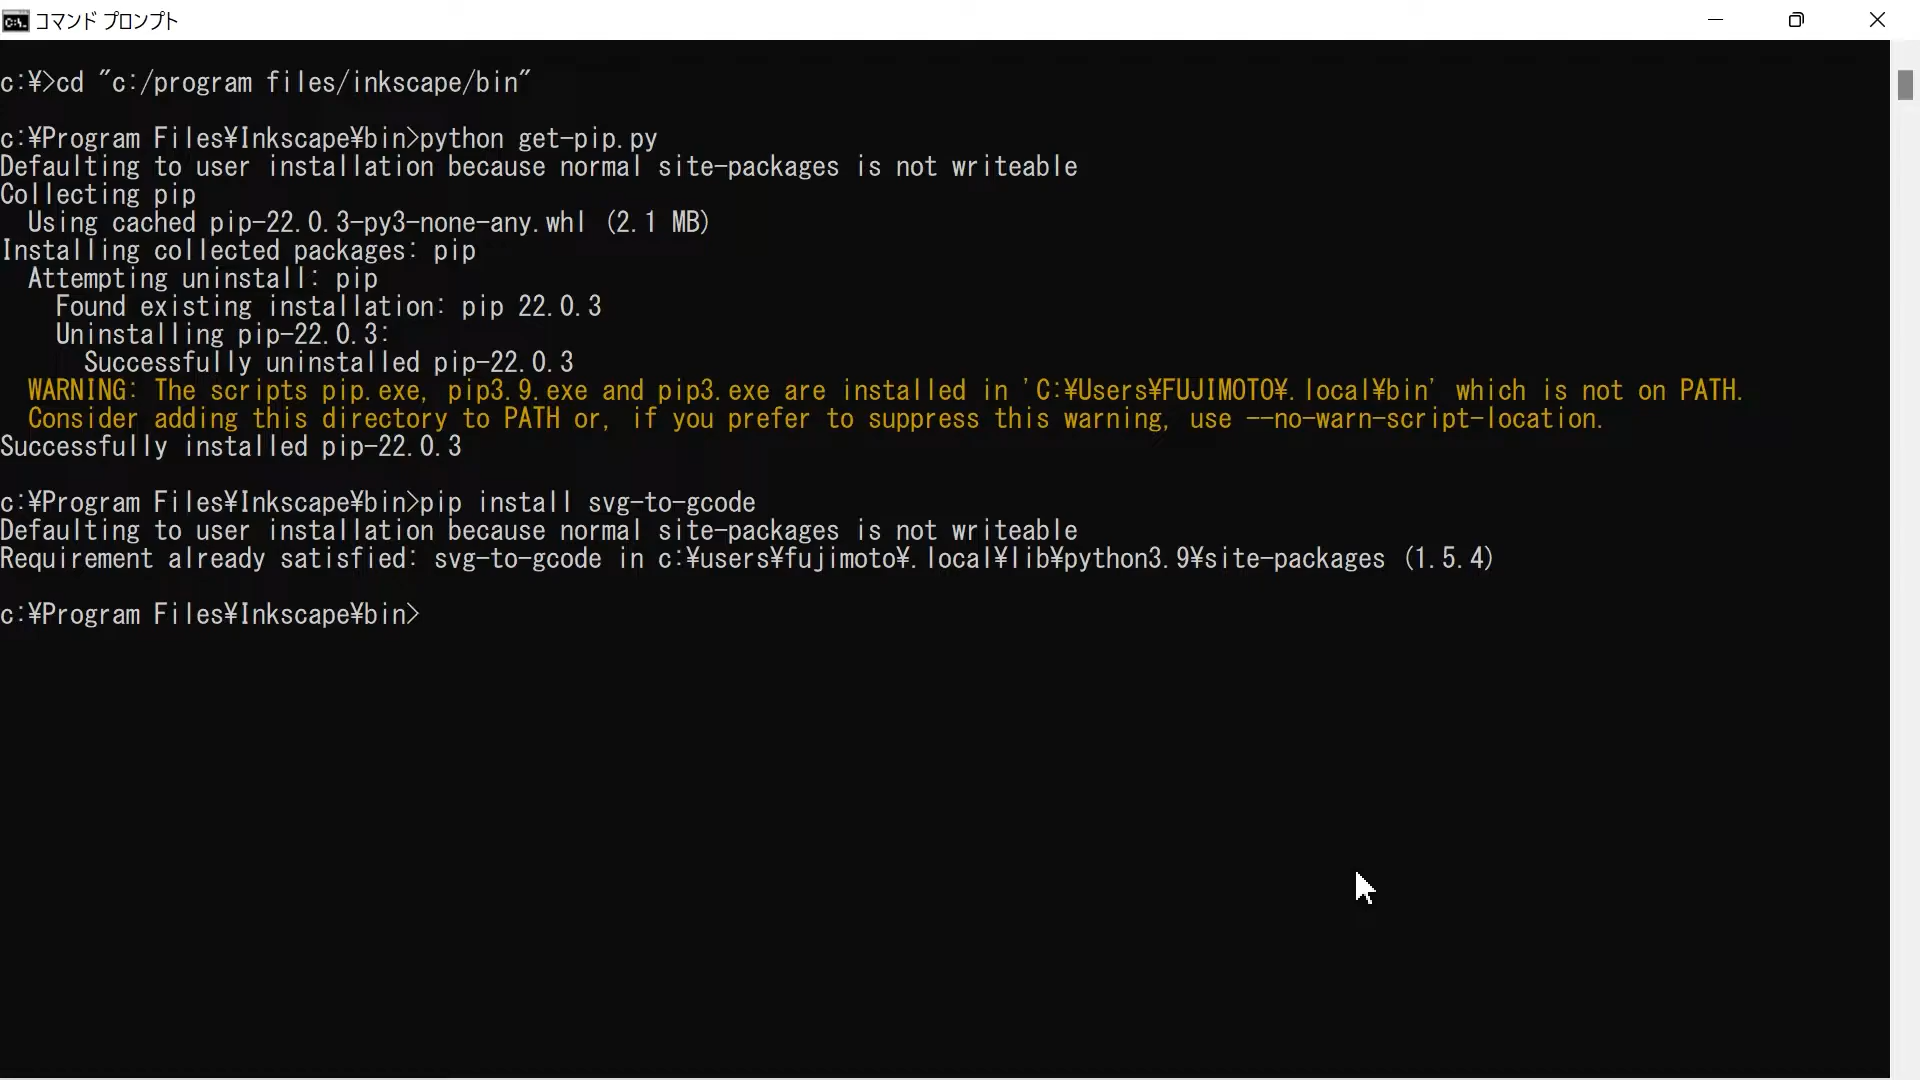 コマンド プロンプト
c:¥>cd "c:/program files/inkscape/bin"
c:¥Program Files¥Inkscape¥bin>python get-pip.py
Defaulting to user installation because normal site-packages is not writeable
Collecting pip
  Using cached pip-22.0.3-py3-none-any.whl (2.1 MB)
Installing collected packages: pip
  Attempting uninstall: pip
    Found existing installation: pip 22.0.3
    Uninstalling pip-22.0.3:
      Successfully uninstalled pip-22.0.3
  WARNING: The scripts pip.exe, pip3.9.exe and pip3.exe are installed in 'C:¥Users¥FUJIMOTO¥.local¥bin' which is not on PATH.
  Consider adding this directory to PATH or, if you prefer to suppress this warning, use --no-warn-script-location.
Successfully installed pip-22.0.3
c:¥Program Files¥Inkscape¥bin>pip install svg-to-gcode
Defaulting to user installation because normal site-packages is not writeable
Requirement already satisfied: svg-to-gcode in c:¥users¥fujimoto¥.local¥lib¥python3.9¥site-packages (1.5.4)
c:¥Program Files¥Inkscape¥bin>